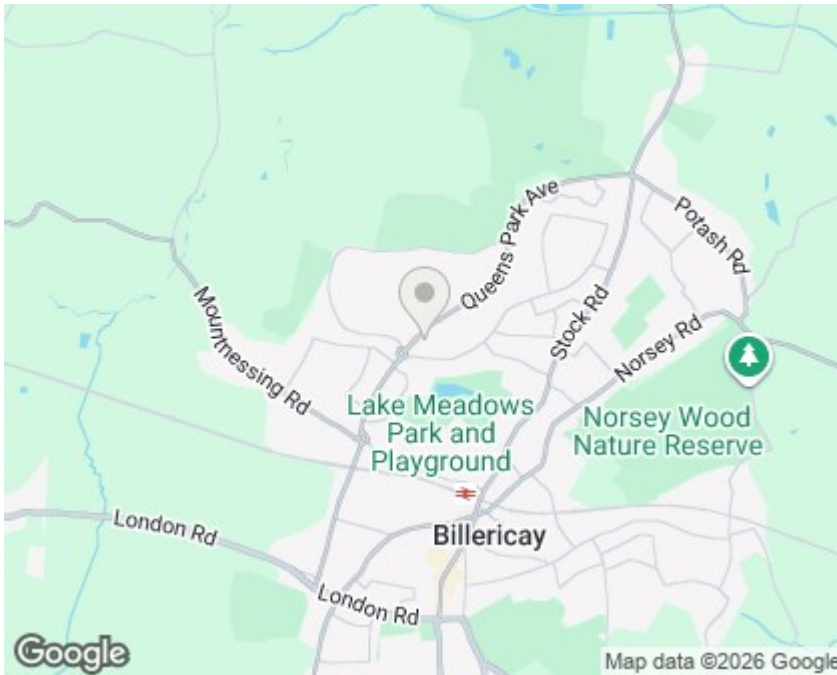 Queens Park Ave
Potash Rd
Mountnessing Rd
Stock Rd
Norsey Rd
Lake Meadows
Park and
Playground
Norsey Wood
Nature Reserve
London Rd
Billericay
London Rd
Google
Map data ©2026 Google